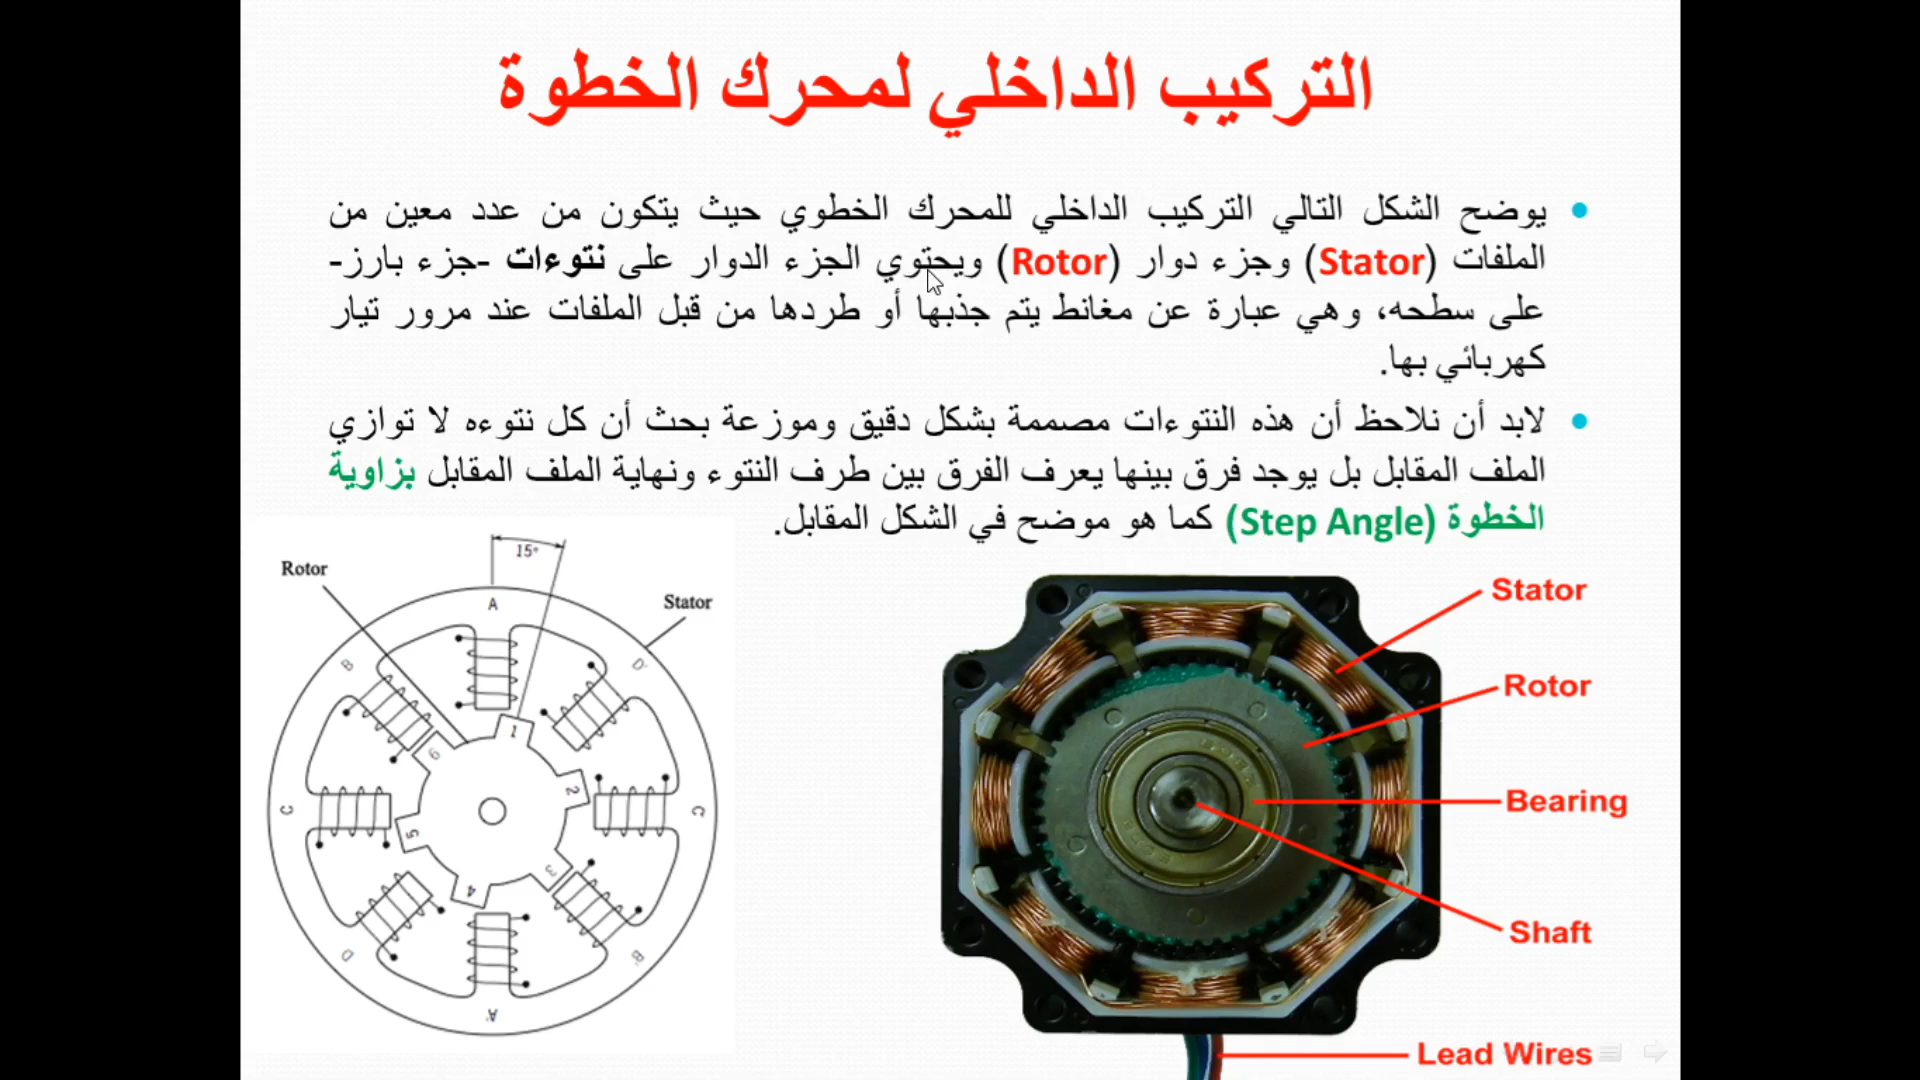 التركيب الداخلي لمحرك الخطوة
يوضح الشكل التالي التركيب الداخلي للمحرك الخطوي حيث يتكون من عدد معين من
الملفات (Stator) وجزء دوار (Rotor) ويحتوي الجزء الدوار على نتوءات -جزء بارز-
على سطحه، وهي عبارة عن مغانط يتم جذبها أو طردها من قبل الملفات عند مرور تيار
كهربائي بها.
لابد أن نلاحظ أن هذه النتوءات مصممة بشكل دقيق وموزعة بحث أن كل نتوءه لا توازي
الملف المقابل بل يوجد فرق بينها يعرف الفرق بين طرف النتوء ونهاية الملف المقابل بزاوية
الخطوة (Step Angle) كما هو موضح في الشكل المقابل.
15°
Rotor
Stator
A
B
D'
1
6
2
C
C'
5
3
4
D
B'
A'
Stator
Rotor
Bearing
Shaft
Lead Wires